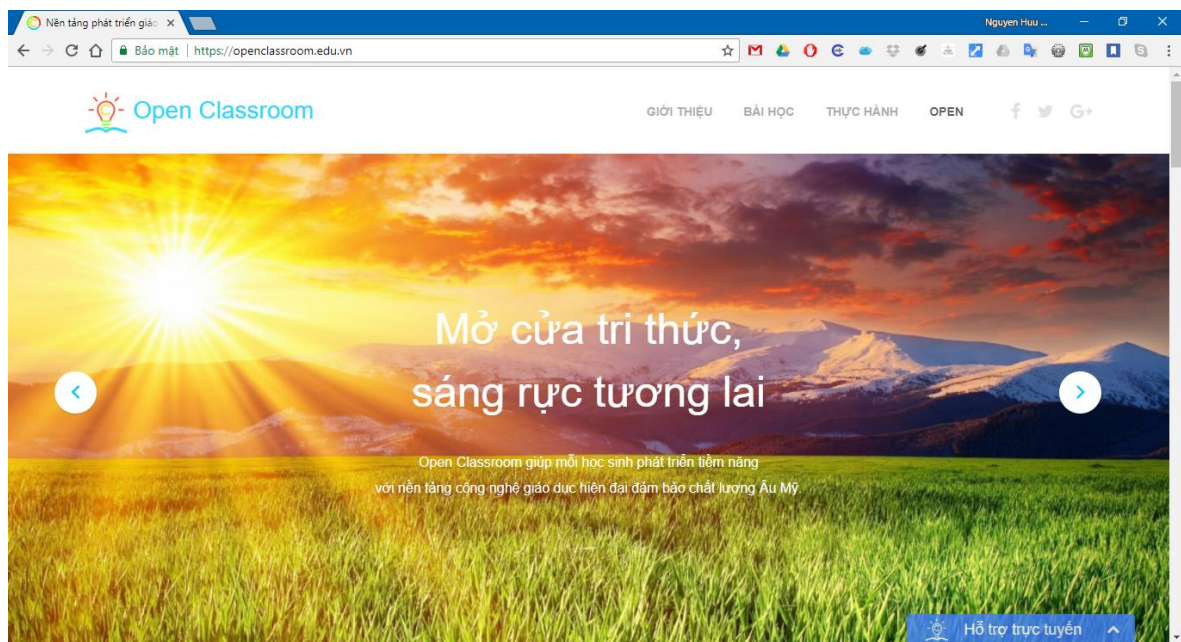 Nền tảng phát triển giáo
Nguyen Huu ...
Bảo mật https://openclassroom.edu.vn
Open Classroom
GIỚI THIỆU BÀI HỌC THỰC HÀNH OPEN
Mở cửa tri thức,
sáng rực tương lai
Open Classroom giúp mỗi học sinh phát triển tiềm năng
với nền tảng công nghệ giáo dục hiện đại đảm bảo chất lượng Âu Mỹ.
Hỗ trợ trực tuyến